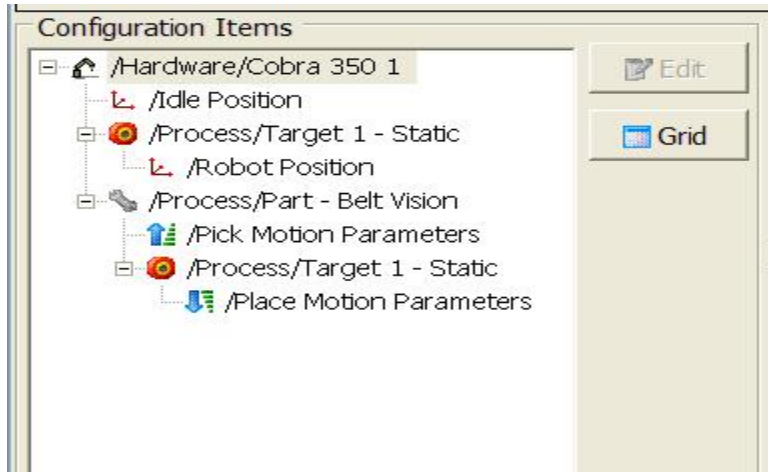 Configuration Items
/Hardware/Cobra 350 1
Edit
/Idle Position
/Process/Target 1 - Static
Grid
/Robot Position
/Process/Part - Belt Vision
/Pick Motion Parameters
/Process/Target 1 - Static
/Place Motion Parameters